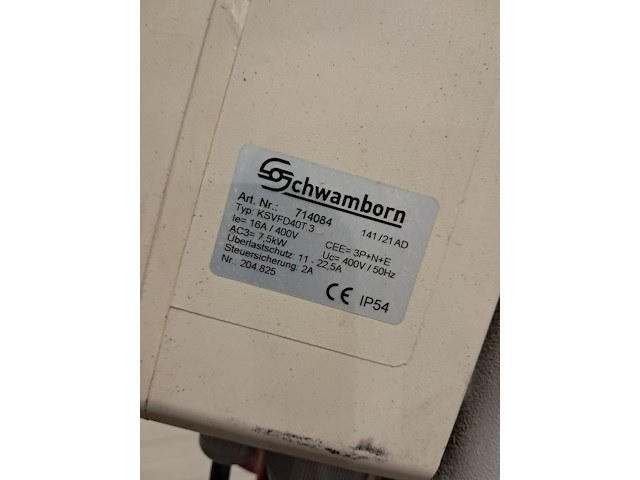 Schwamborn
Art. Nr.: 714084 141/21AD
Typ: KSVFD40T 3 CEE= 3P+N+E
Ie= 16A / 400V Uc= 400V / 50Hz
AC3= 7,5kW
Überlastschutz: 11 - 22,5A
Steuersicherung: 2A
Nr.: 204.825
CE IP54